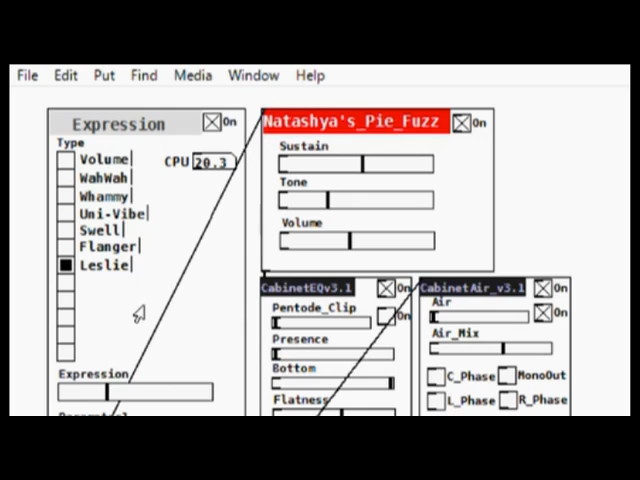 File Edit Put Find Media Window Help
Expression On
Type
Volume
WahWah
Whammy
Uni-Vibe
Swell
Flanger
Leslie
CPU 20.3
Expression
Natashya's_Pie_Fuzz On
Sustain
Tone
Volume
CabinetEQv3.1 On
Pentode_Clip On
Presence
Bottom
Flatness
CabinetAir_v3.1 On
Air On
Air_Mix
C_Phase MonoOut
L_Phase R_Phase